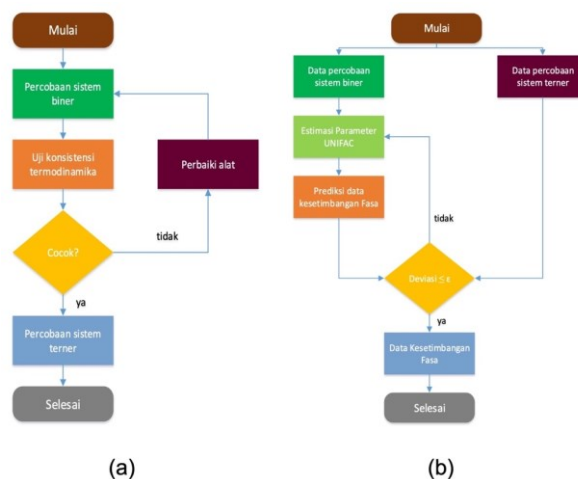 Mulai
Percobaan sistem
biner
Uji konsistensi
termodinamika
Perbaiki alat
Cocok?
tidak
ya
Percobaan sistem
terner
Selesai
(a)
Mulai
Data percobaan
sistem biner
Data percobaan
sistem terner
Estimasi Parameter
UNIFAC
Prediksi data
kesetimbangan Fasa
tidak
Deviasi ≤ ε
ya
Data Kesetimbangan
Fasa
Selesai
(b)